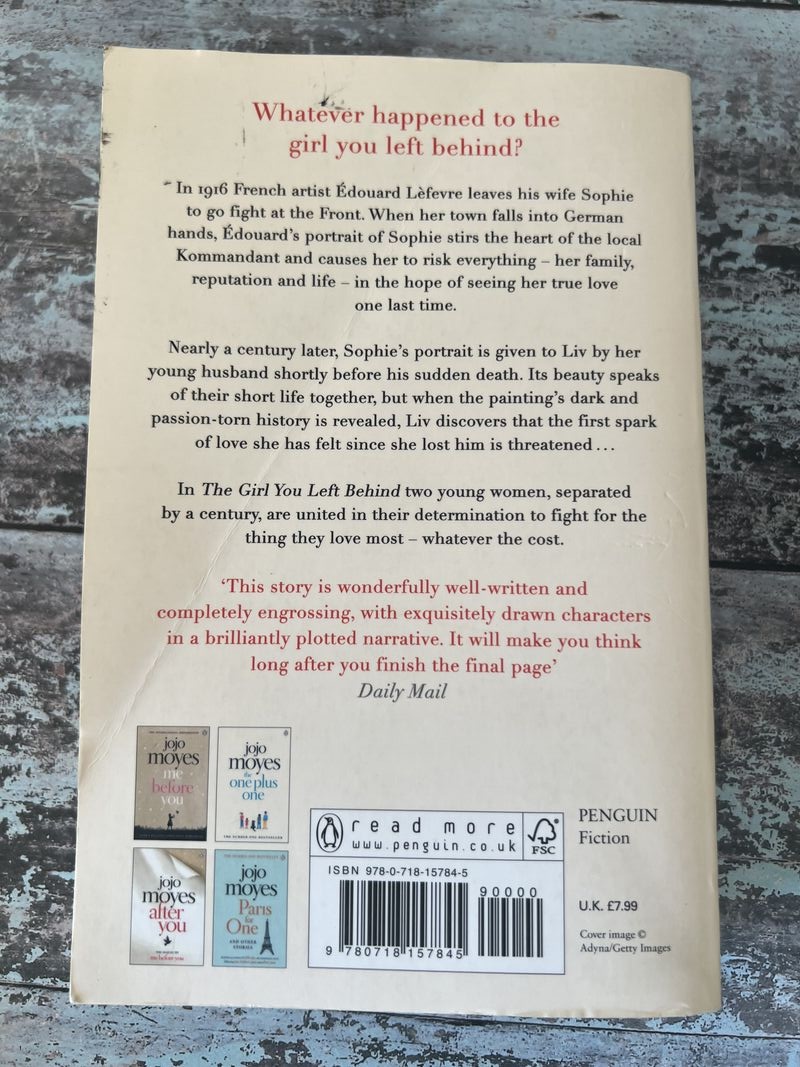 Whatever happened to the
girl you left behind?
In 1916 French artist Édouard Lèfevre leaves his wife Sophie
to go fight at the Front. When her town falls into German
hands, Édouard's portrait of Sophie stirs the heart of the local
Kommandant and causes her to risk everything – her family,
reputation and life – in the hope of seeing her true love
one last time.
Nearly a century later, Sophie's portrait is given to Liv by her
young husband shortly before his sudden death. Its beauty speaks
of their short life together, but when the painting's dark and
passion-torn history is revealed, Liv discovers that the first spark
of love she has felt since she lost him is threatened ...
In The Girl You Left Behind two young women, separated
by a century, are united in their determination to fight for the
thing they love most – whatever the cost.
'This story is wonderfully well-written and
completely engrossing, with exquisitely drawn characters
in a brilliantly plotted narrative. It will make you think
long after you finish the final page'
Daily Mail
jojo
moyes
me
before
you
jojo
moyes
the
one plus
one
THE NUMBER ONE BESTSELLER
jojo
moyes
after
you
me before you
jojo
moyes
Paris
for
One
AND OTHER
STORIES
read more
www.penguin.co.uk
FSC
ISBN 978-0-718-15784-5
90000
9 780718 157845
PENGUIN
Fiction
U.K. £7.99
Cover image ©
Adyna/Getty Images